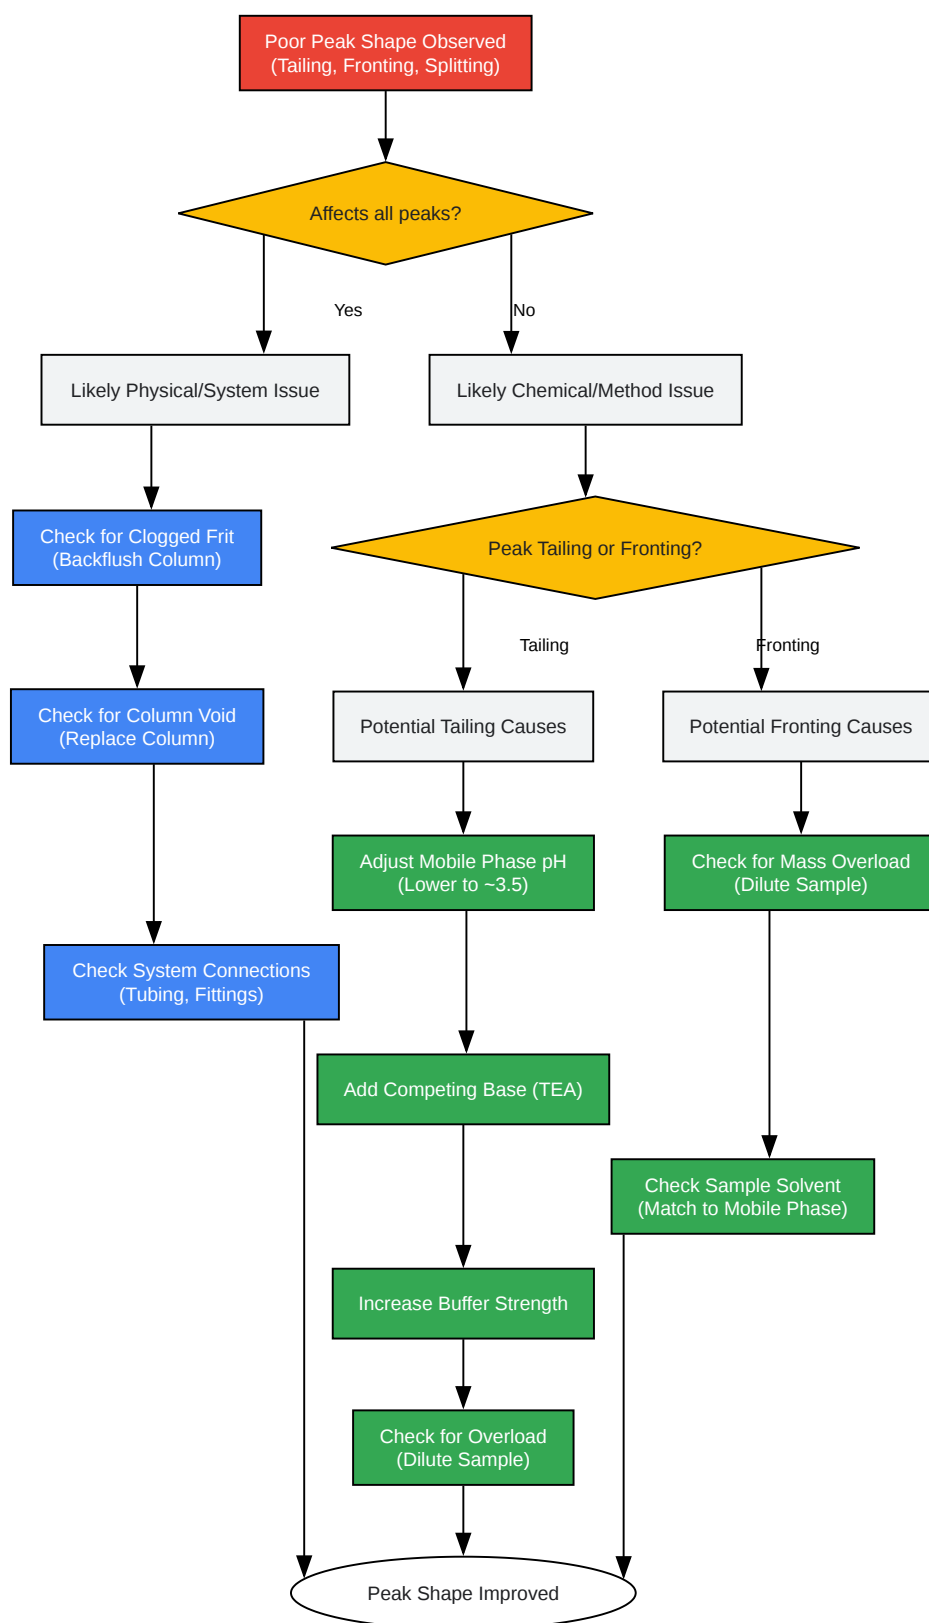 Poor Peak Shape Observed
(Tailing, Fronting, Splitting)
Affects all peaks?
Yes
No
Likely Physical/System Issue
Likely Chemical/Method Issue
Check for Clogged Frit
(Backflush Column)
Peak Tailing or Fronting?
Tailing
Fronting
Check for Column Void
(Replace Column)
Potential Tailing Causes
Potential Fronting Causes
Adjust Mobile Phase pH
(Lower to ~3.5)
Check for Mass Overload
(Dilute Sample)
Check System Connections
(Tubing, Fittings)
Add Competing Base (TEA)
Check Sample Solvent
(Match to Mobile Phase)
Increase Buffer Strength
Check for Overload
(Dilute Sample)
Peak Shape Improved